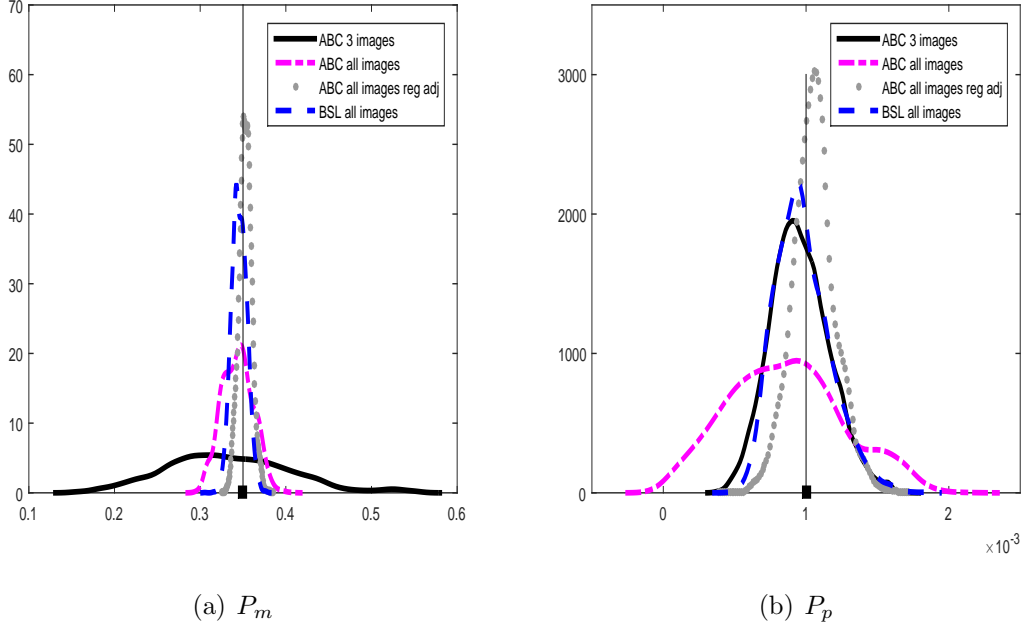 70
60
50
40
30
20
10
0
0.1 0.2 0.3 0.4 0.5 0.6
ABC 3 images
ABC all images
ABC all images reg adj
BSL all images
(a) P_m
3000
2000
1000
0
0 1 2
×10^-3
ABC 3 images
ABC all images
ABC all images reg adj
BSL all images
(b) P_p